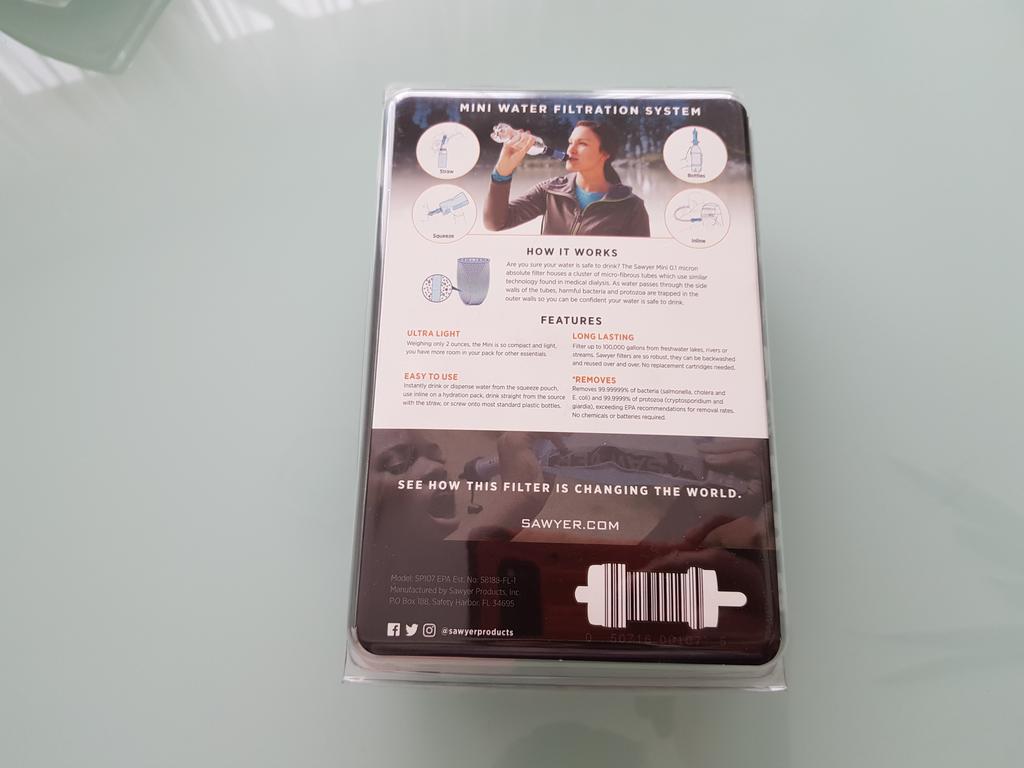 MINI WATER FILTRATION SYSTEM
Straw
Bottles
Squeeze
Inline
HOW IT WORKS
Are you sure your water is safe to drink? The Sawyer Mini 0.1 micron
absolute filter houses a cluster of micro-fibrous tubes which use similar
technology found in medical dialysis. As water passes through the side
walls of the tubes, harmful bacteria and protozoa are trapped in the
outer walls so you can be confident your water is safe to drink.
FEATURES
ULTRA LIGHT
Weighing only 2 ounces, the Mini is so compact and light,
you have more room in your pack for other essentials.
LONG LASTING
Filter up to 100,000 gallons from freshwater lakes, rivers or
streams. Sawyer filters are so robust, they can be backwashed
and reused over and over. No replacement cartridges needed.
EASY TO USE
Instantly drink or dispense water from the squeeze pouch,
use inline on a hydration pack, drink straight from the source
with the straw, or screw onto most standard plastic bottles.
*REMOVES
Removes 99.99999% of bacteria (salmonella, cholera and
E. coli) and 99.9999% of protozoa (cryptosporidium and
giardia), exceeding EPA recommendations for removal rates.
No chemicals or batteries required.
SAWYER
SEE HOW THIS FILTER IS CHANGING THE WORLD.
SAWYER.COM
Model: SP107 EPA Est. No: 58188-FL-1
Manufactured by Sawyer Products, Inc.
P.O Box 188, Safety Harbor, FL 34695
@sawyerproducts
0 50716 00107 5